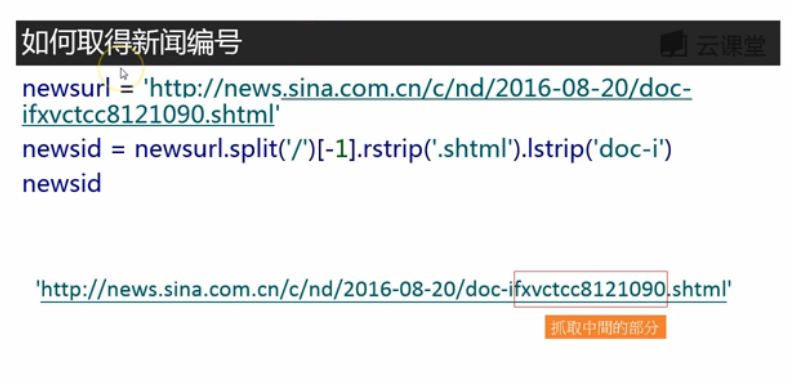 如何取得新闻编号
云课堂
newsurl = 'http://news.sina.com.cn/c/nd/2016-08-20/doc-
ifxvctcc8121090.shtml'
newsid = newsurl.split('/')[-1].rstrip('.shtml').lstrip('doc-i')
newsid
'http://news.sina.com.cn/c/nd/2016-08-20/doc-ifxvctcc8121090.shtml'
抓取中間的部分